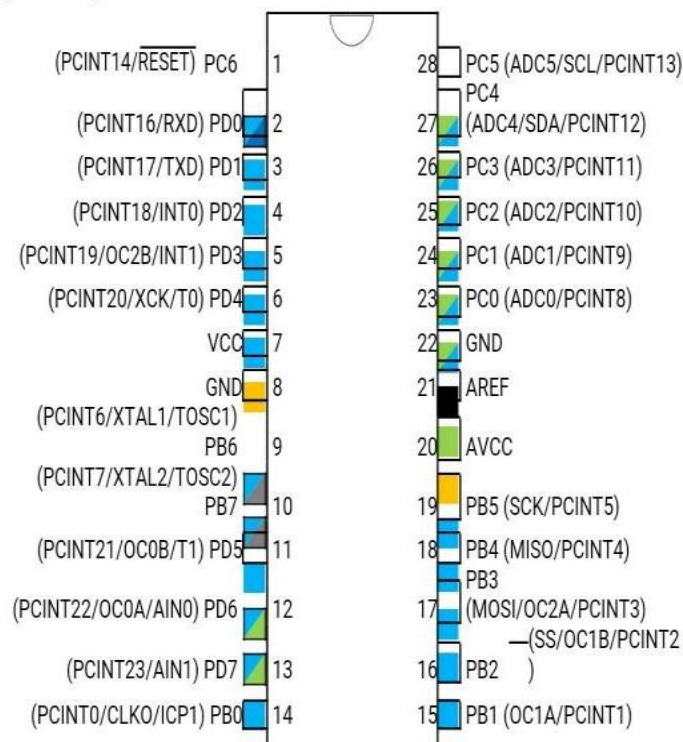 (PCINT14/RESET) PC6 1
(PCINT16/RXD) PD0 2
(PCINT17/TXD) PD1 3
(PCINT18/INT0) PD2 4
(PCINT19/OC2B/INT1) PD3 5
(PCINT20/XCK/T0) PD4 6
VCC 7
GND 8
(PCINT6/XTAL1/TOSC1)
PB6 9
(PCINT7/XTAL2/TOSC2)
PB7 10
(PCINT21/OC0B/T1) PD5 11
(PCINT22/OC0A/AIN0) PD6 12
(PCINT23/AIN1) PD7 13
(PCINT0/CLKO/ICP1) PB0 14
28 PC5 (ADC5/SCL/PCINT13)
PC4
27 (ADC4/SDA/PCINT12)
26 PC3 (ADC3/PCINT11)
25 PC2 (ADC2/PCINT10)
24 PC1 (ADC1/PCINT9)
23 PC0 (ADC0/PCINT8)
22 GND
21 AREF
20 AVCC
19 PB5 (SCK/PCINT5)
18 PB4 (MISO/PCINT4)
PB3
17 (MOSI/OC2A/PCINT3)
(SS/OC1B/PCINT2
16 PB2 )
15 PB1 (OC1A/PCINT1)